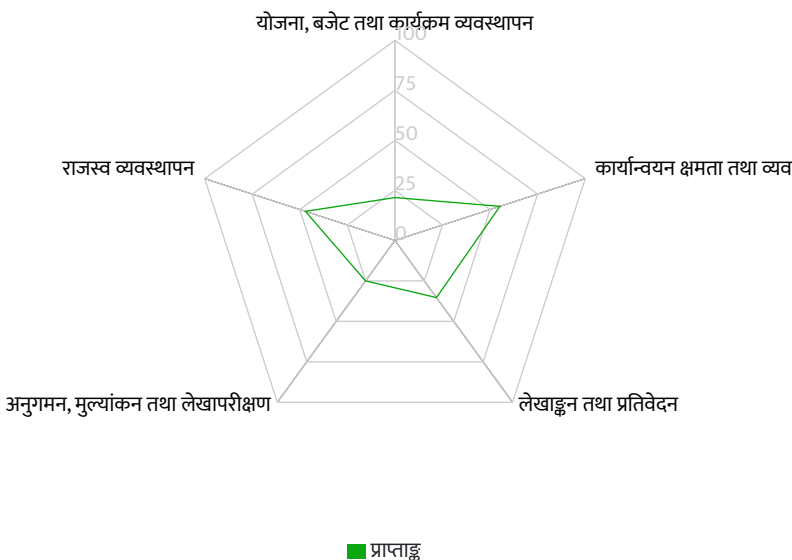 योजना, बजेट तथा कार्यक्रम व्यवस्थापन
100
75
राजस्व व्यवस्थापन
कार्यान्वयन क्षमता तथा व्यव
50
25
0
अनुगमन, मुल्यांकन तथा लेखापरीक्षण
लेखाङ्कन तथा प्रतिवेदन
प्राप्ताङ्क